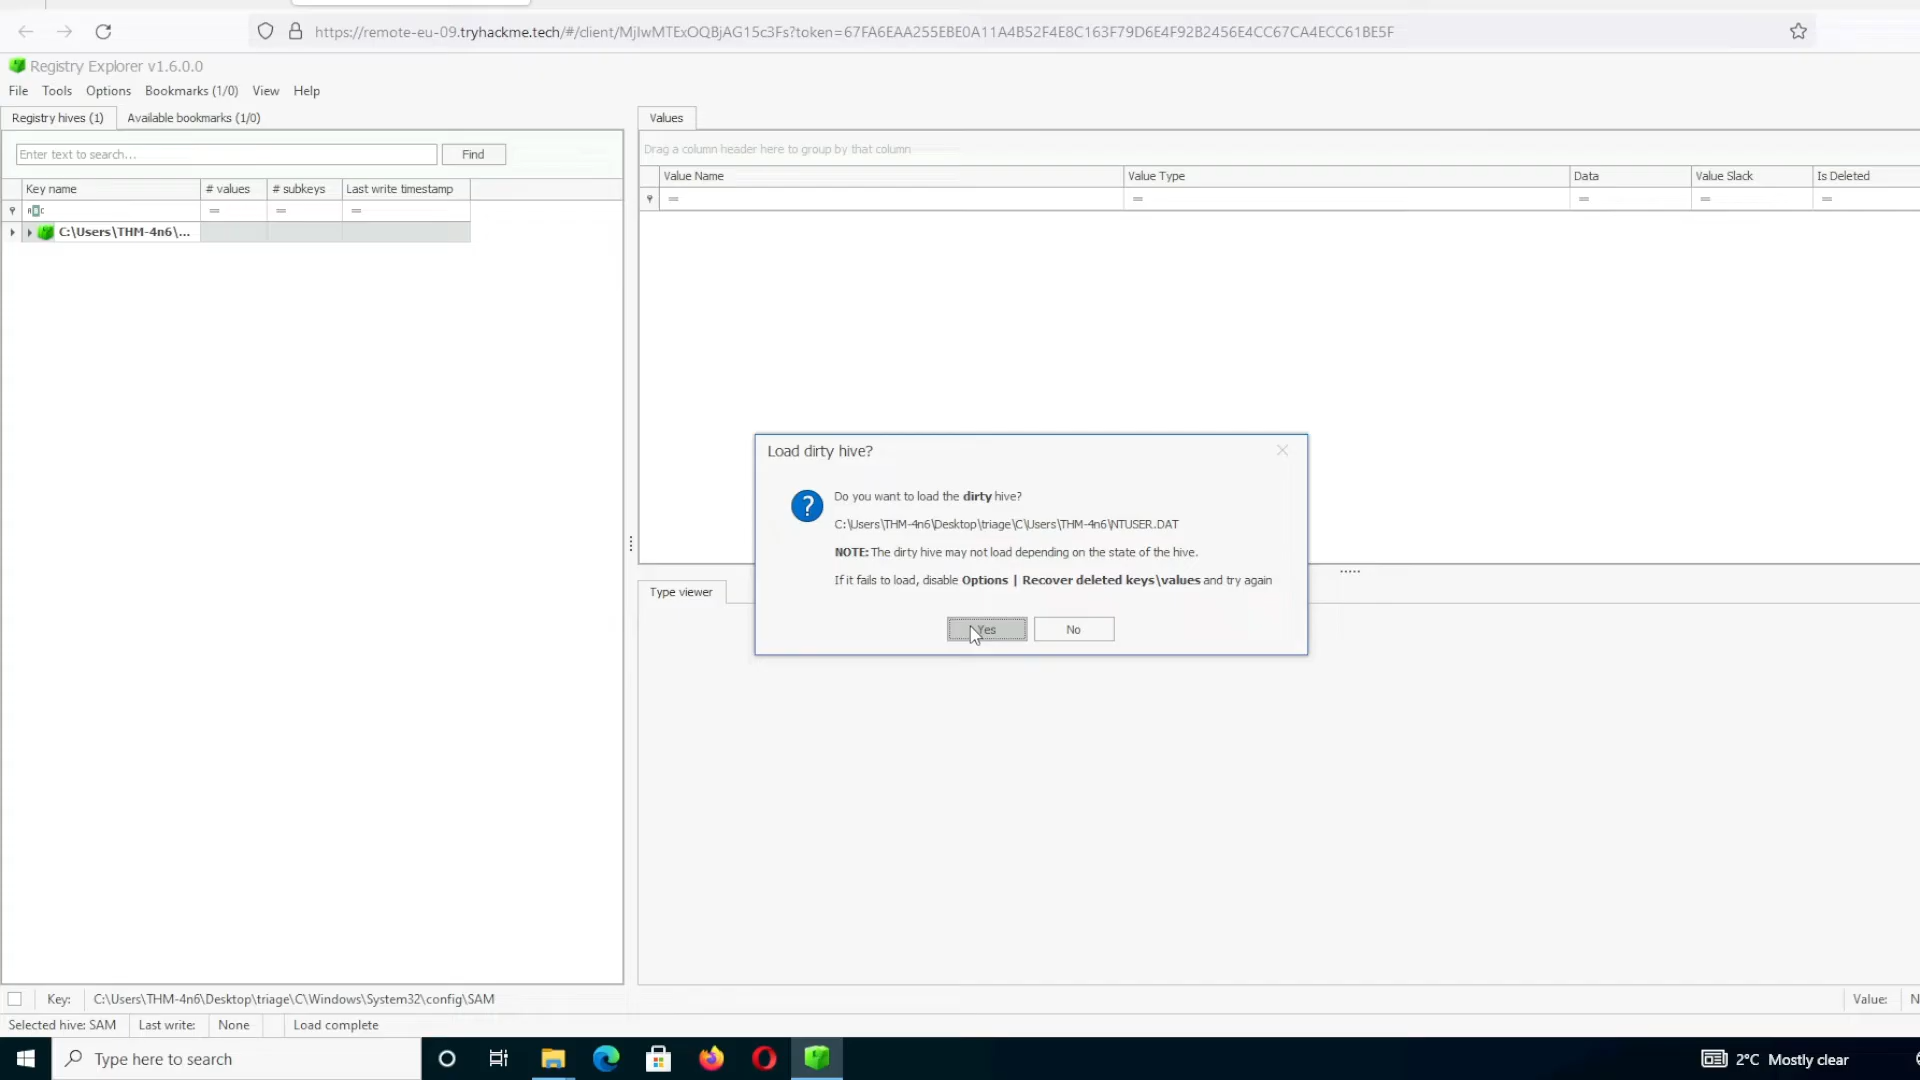 https://remote-eu-09.tryhackme.tech/#/client/MjIwMTExOQBjAG15c3Fs?token=67FA6EAA255EBE0A11A4B52F4E8C163F79D6E4F92B2456E4CC67CA4ECC61BE5F
Registry Explorer v1.6.0.0
File Tools Options Bookmarks (1/0) View Help
Registry hives (1) Available bookmarks (1/0)
Enter text to search... Find
Key name # values # subkeys Last write timestamp
C:\Users\THM-4n6\...
Values
Drag a column header here to group by that column
Value Name Value Type Data Value Slack Is Deleted
Load dirty hive?
Do you want to load the dirty hive?
C:\Users\THM-4n6\Desktop\triage\C\Users\THM-4n6\NTUSER.DAT
NOTE: The dirty hive may not load depending on the state of the hive.
If it fails to load, disable Options | Recover deleted keys\values and try again
Yes No
Type viewer
Key: C:\Users\THM-4n6\Desktop\triage\C\Windows\System32\config\SAM
Value: N
Selected hive: SAM Last write: None Load complete
Type here to search
2°C Mostly clear